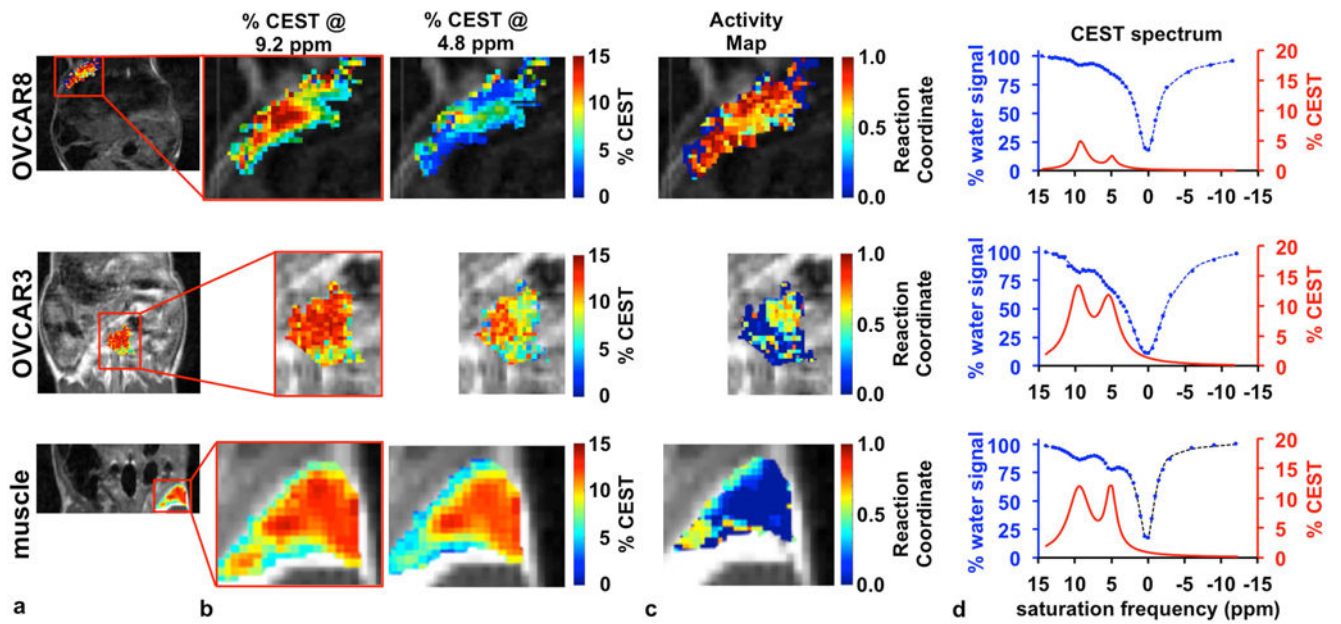 % CEST @ 9.2 ppm
% CEST @ 4.8 ppm
Activity Map
CEST spectrum
OVCAR8
15
10
5
0
% CEST
1.0
0.5
0.0
Reaction Coordinate
% water signal
100
75
50
25
0
20
15
10
5
0
% CEST
15 10 5 0 -5 -10 -15
OVCAR3
15
10
5
0
% CEST
1.0
0.5
0.0
Reaction Coordinate
% water signal
100
75
50
25
0
20
15
10
5
0
% CEST
15 10 5 0 -5 -10 -15
muscle
15
10
5
0
% CEST
1.0
0.5
0.0
Reaction Coordinate
% water signal
100
75
50
25
0
20
15
10
5
0
% CEST
15 10 5 0 -5 -10 -15
a b c d saturation frequency (ppm)